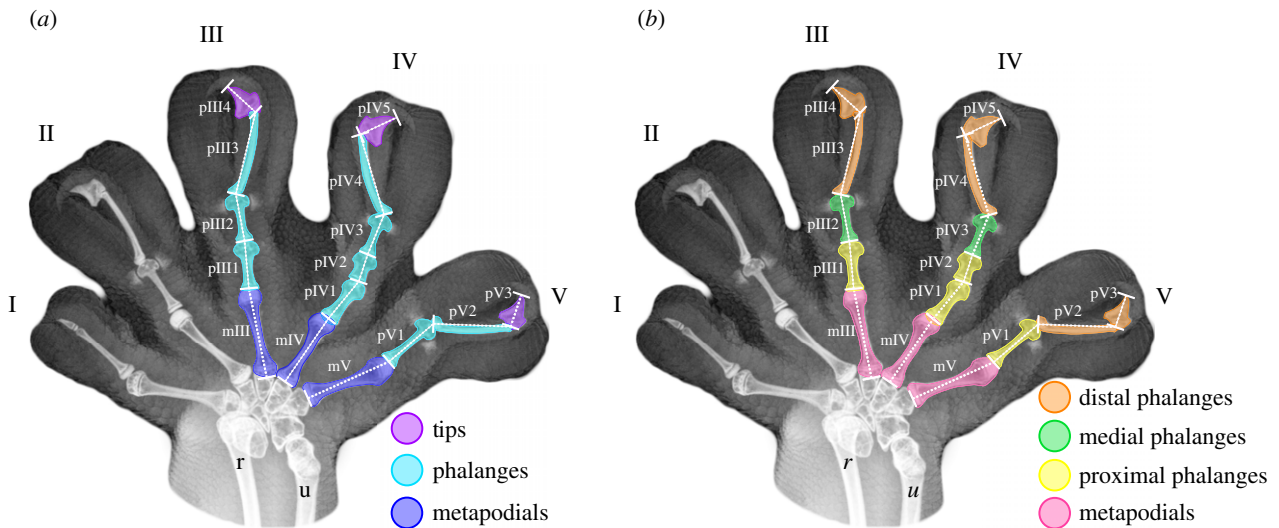 (a)
III
IV
II
I
V
pIII4
pIII3
pIII2
pIII1
mIII
pIV5
pIV4
pIV3
pIV2
pIV1
mIV
pV3
pV2
pV1
mV
r
u
tips
phalanges
metapodials
(b)
III
IV
II
I
V
pIII4
pIII3
pIII2
pIII1
mIII
pIV5
pIV4
pIV3
pIV2
pIV1
mIV
pV3
pV2
pV1
mV
r
u
distal phalanges
medial phalanges
proximal phalanges
metapodials